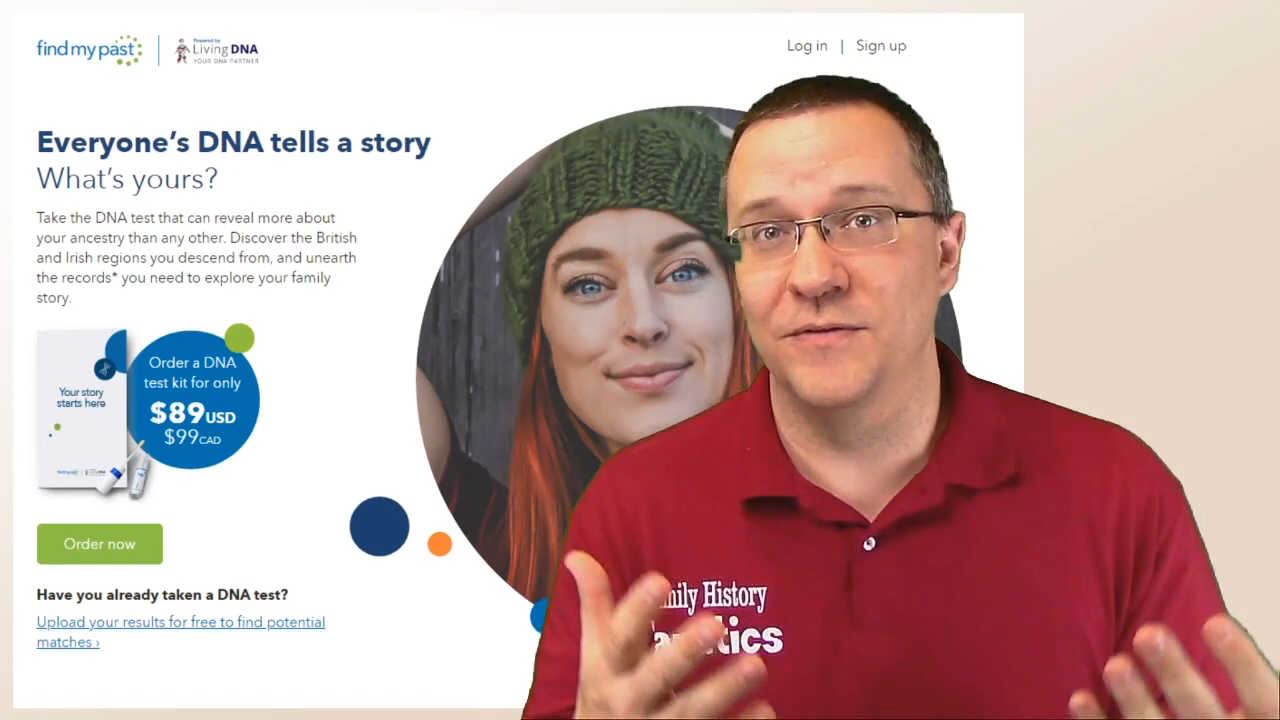 findmypast
Powered by
Living DNA
YOUR DNA PARTNER
Log in | Sign up
Everyone's DNA tells a story
What's yours?
Take the DNA test that can reveal more about
your ancestry than any other. Discover the British
and Irish regions you descend from, and unearth
the records* you need to explore your family
story.
Your story
starts here
Order a DNA
test kit for only
$89USD
$99CAD
Order now
Have you already taken a DNA test?
Upload your results for free to find potential
matches ›
History